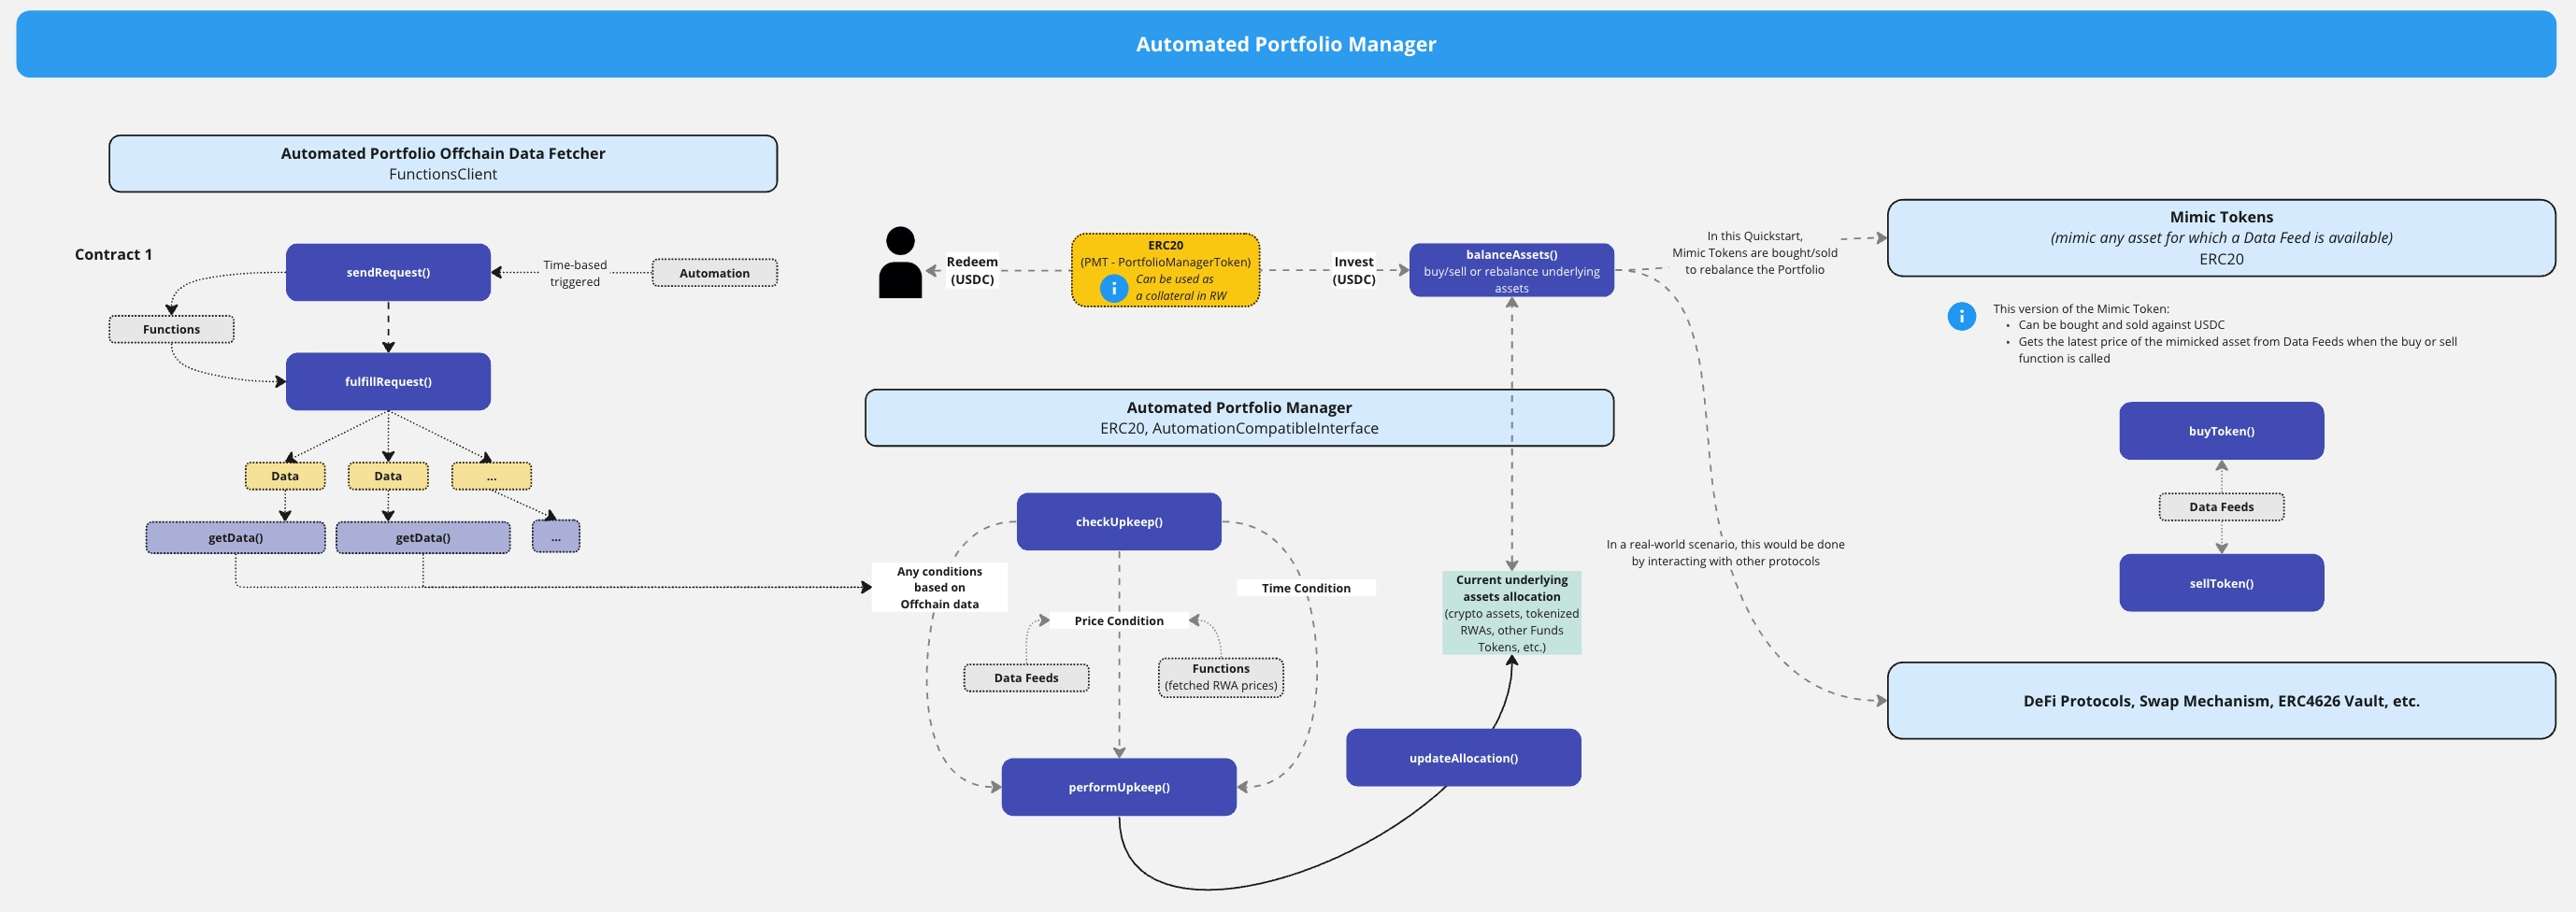 Automated Portfolio Manager
Automated Portfolio Offchain Data Fetcher
FunctionsClient
Contract 1
sendRequest()
Time-based
triggered
Automation
Functions
fulfillRequest()
Data
Data
...
getData()
getData()
...
Redeem
(USDC)
ERC20
(PMT - PortfolioManagerToken)
i
Can be used as
a collateral in RW
Invest
(USDC)
balanceAssets()
buy/sell or rebalance underlying
assets
In this Quickstart,
Mimic Tokens are bought/sold
to rebalance the Portfolio
Automated Portfolio Manager
ERC20, AutomationCompatibleInterface
checkUpkeep()
Any conditions
based on
Offchain data
Time Condition
Price Condition
Data Feeds
Functions
(fetched RWA prices)
performUpkeep()
Current underlying
assets allocation
(crypto assets, tokenized
RWAs, other Funds
Tokens, etc.)
updateAllocation()
In a real-world scenario, this would be done
by interacting with other protocols
Mimic Tokens
(mimic any asset for which a Data Feed is available)
ERC20
i
This version of the Mimic Token:
• Can be bought and sold against USDC
• Gets the latest price of the mimicked asset from Data Feeds when the buy or sell
function is called
buyToken()
Data Feeds
sellToken()
DeFi Protocols, Swap Mechanism, ERC4626 Vault, etc.